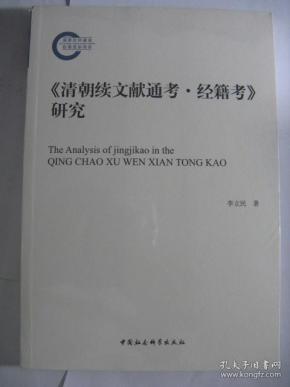 《清朝续文献通考·经籍考》
研究
The Analysis of jingjikao in the
QING CHAO XU WEN XIAN TONG KAO
李立民 著
中国社会科学出版社
孔夫子旧书网